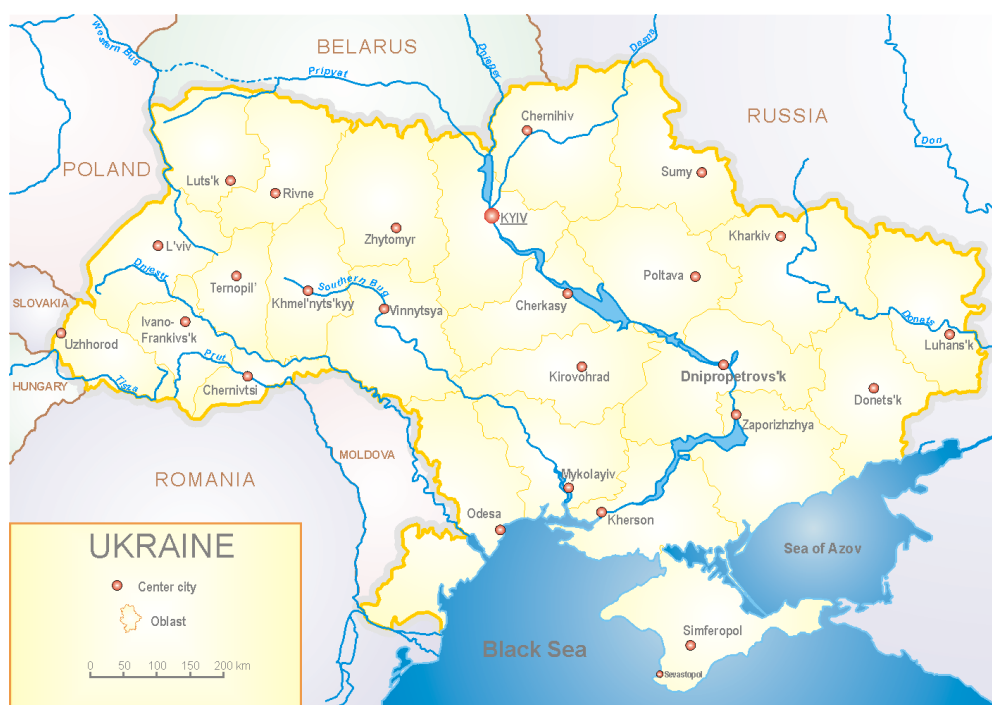 BELARUS
Western Bug
Dnieper
Desna
Pripyat
RUSSIA
Chernihiv
Don
POLAND
Sumy
Luts'k
Rivne
KYIV
Zhytomyr
Kharkiv
L'viv
Dniestr
Ternopil'
Khmel'nyts'kyy
Southern Bug
Vinnytsya
Cherkasy
Poltava
SLOVAKIA
Ivano-
Frankivs'k
Uzhhorod
Donets
Luhans'k
Prut
Tisza
HUNGARY
Chernivtsi
Kirovohrad
Dnipropetrovs'k
Donets'k
Zaporizhzhya
MOLDOVA
ROMANIA
Mykolayiv
Odesa
Kherson
Sea of Azov
UKRAINE
Center city
Oblast
0 50 100 150 200 km
Black Sea
Simferopol
Sevastopol